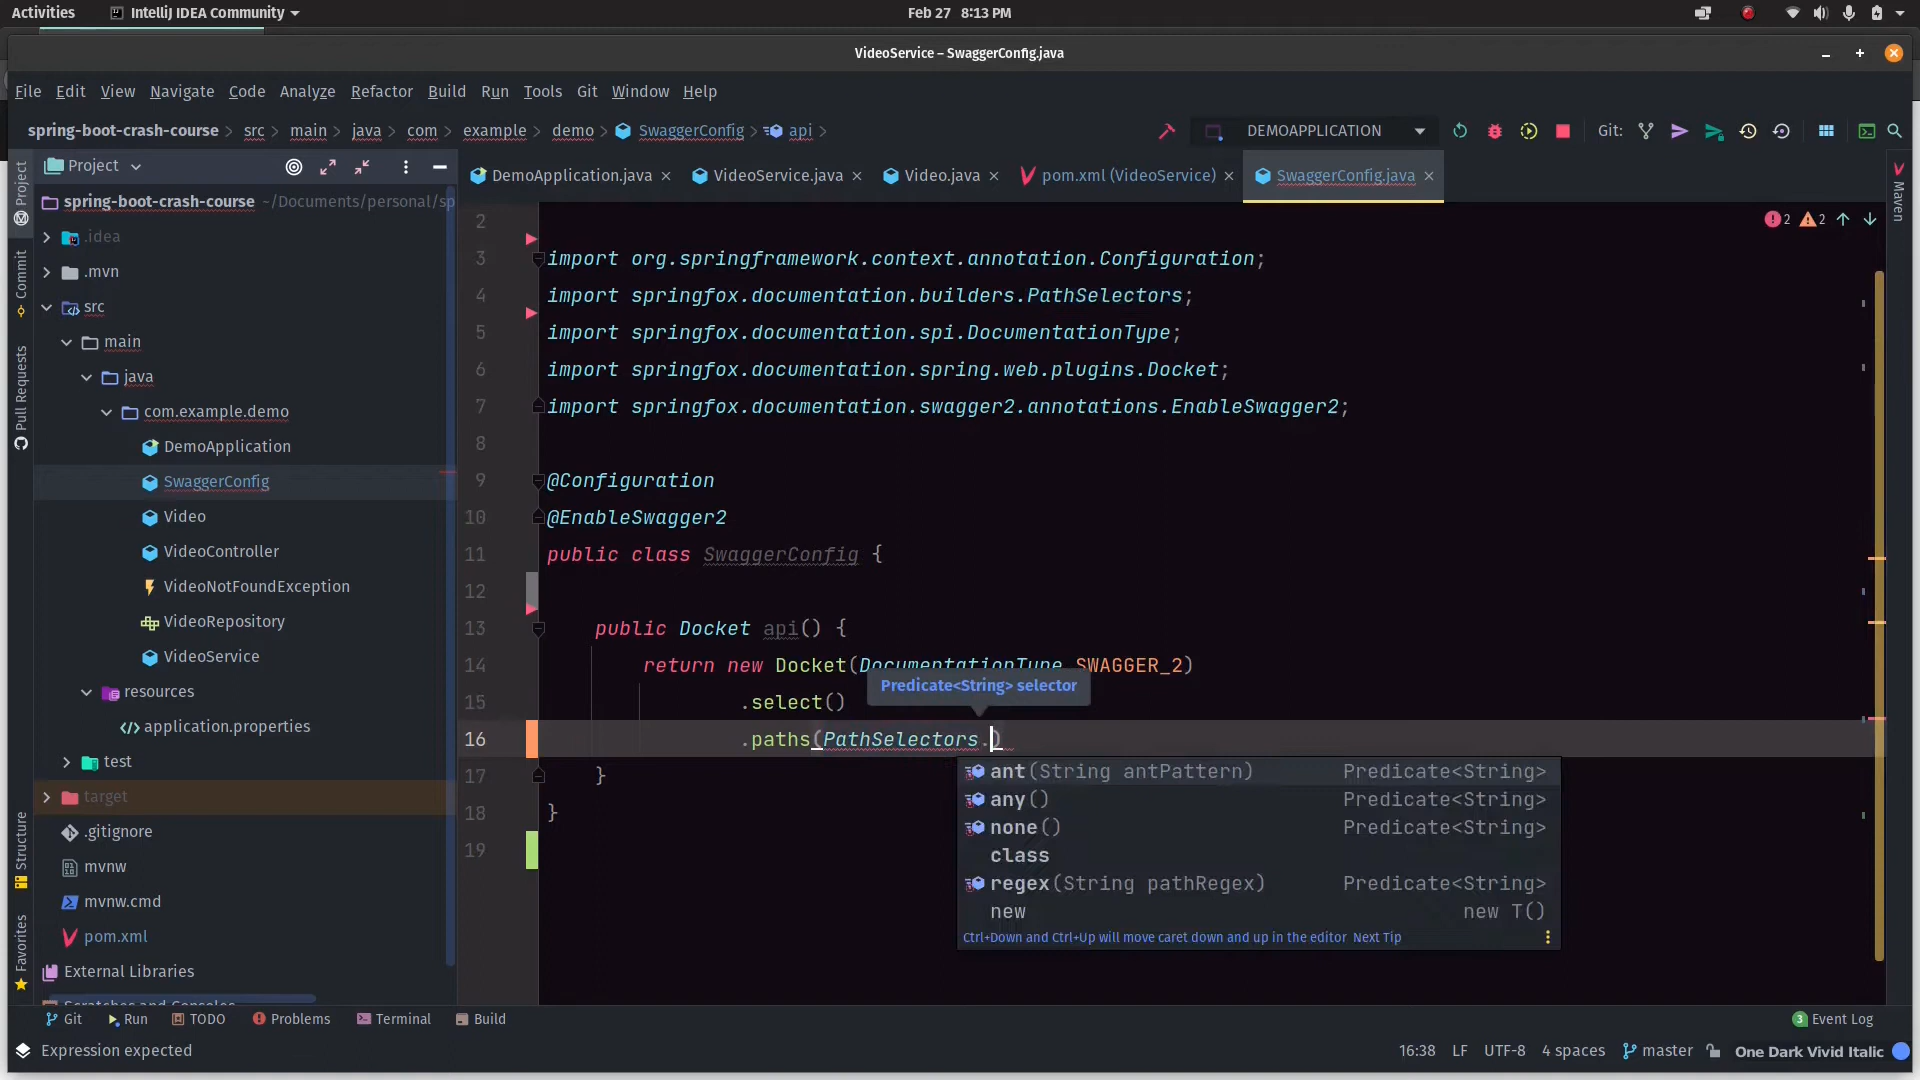 Activities
IntelliJ IDEA Community
Feb 27 8:13 PM
VideoService – SwaggerConfig.java
File Edit View Navigate Code Analyze Refactor Build Run Tools Git Window Help
spring-boot-crash-course > src > main > java > com > example > demo > SwaggerConfig > api >
DEMOAPPLICATION
Git:
Project
DemoApplication.java
VideoService.java
Video.java
pom.xml (VideoService)
SwaggerConfig.java
Project
Commit
Pull Requests
Structure
Favorites
Maven
spring-boot-crash-course ~/Documents/personal/sp
.idea
.mvn
src
main
java
com.example.demo
DemoApplication
SwaggerConfig
Video
VideoController
VideoNotFoundException
VideoRepository
VideoService
resources
application.properties
test
target
.gitignore
mvnw
mvnw.cmd
pom.xml
External Libraries
Scratches and Consoles
2
2 2
3 import org.springframework.context.annotation.Configuration;
4 import springfox.documentation.builders.PathSelectors;
5 import springfox.documentation.spi.DocumentationType;
6 import springfox.documentation.spring.web.plugins.Docket;
7 import springfox.documentation.swagger2.annotations.EnableSwagger2;
8
9 @Configuration
10 @EnableSwagger2
11 public class SwaggerConfig {
12
13 public Docket api() {
14 return new Docket(DocumentationType.SWAGGER_2)
Predicate<String> selector
15 .select()
16 .paths(PathSelectors.)
17 }
18 }
19
ant(String antPattern) Predicate<String>
any() Predicate<String>
none() Predicate<String>
class
regex(String pathRegex) Predicate<String>
new new T()
Ctrl+Down and Ctrl+Up will move caret down and up in the editor Next Tip
Git Run TODO Problems Terminal Build
3 Event Log
Expression expected
16:38 LF UTF-8 4 spaces master One Dark Vivid Italic